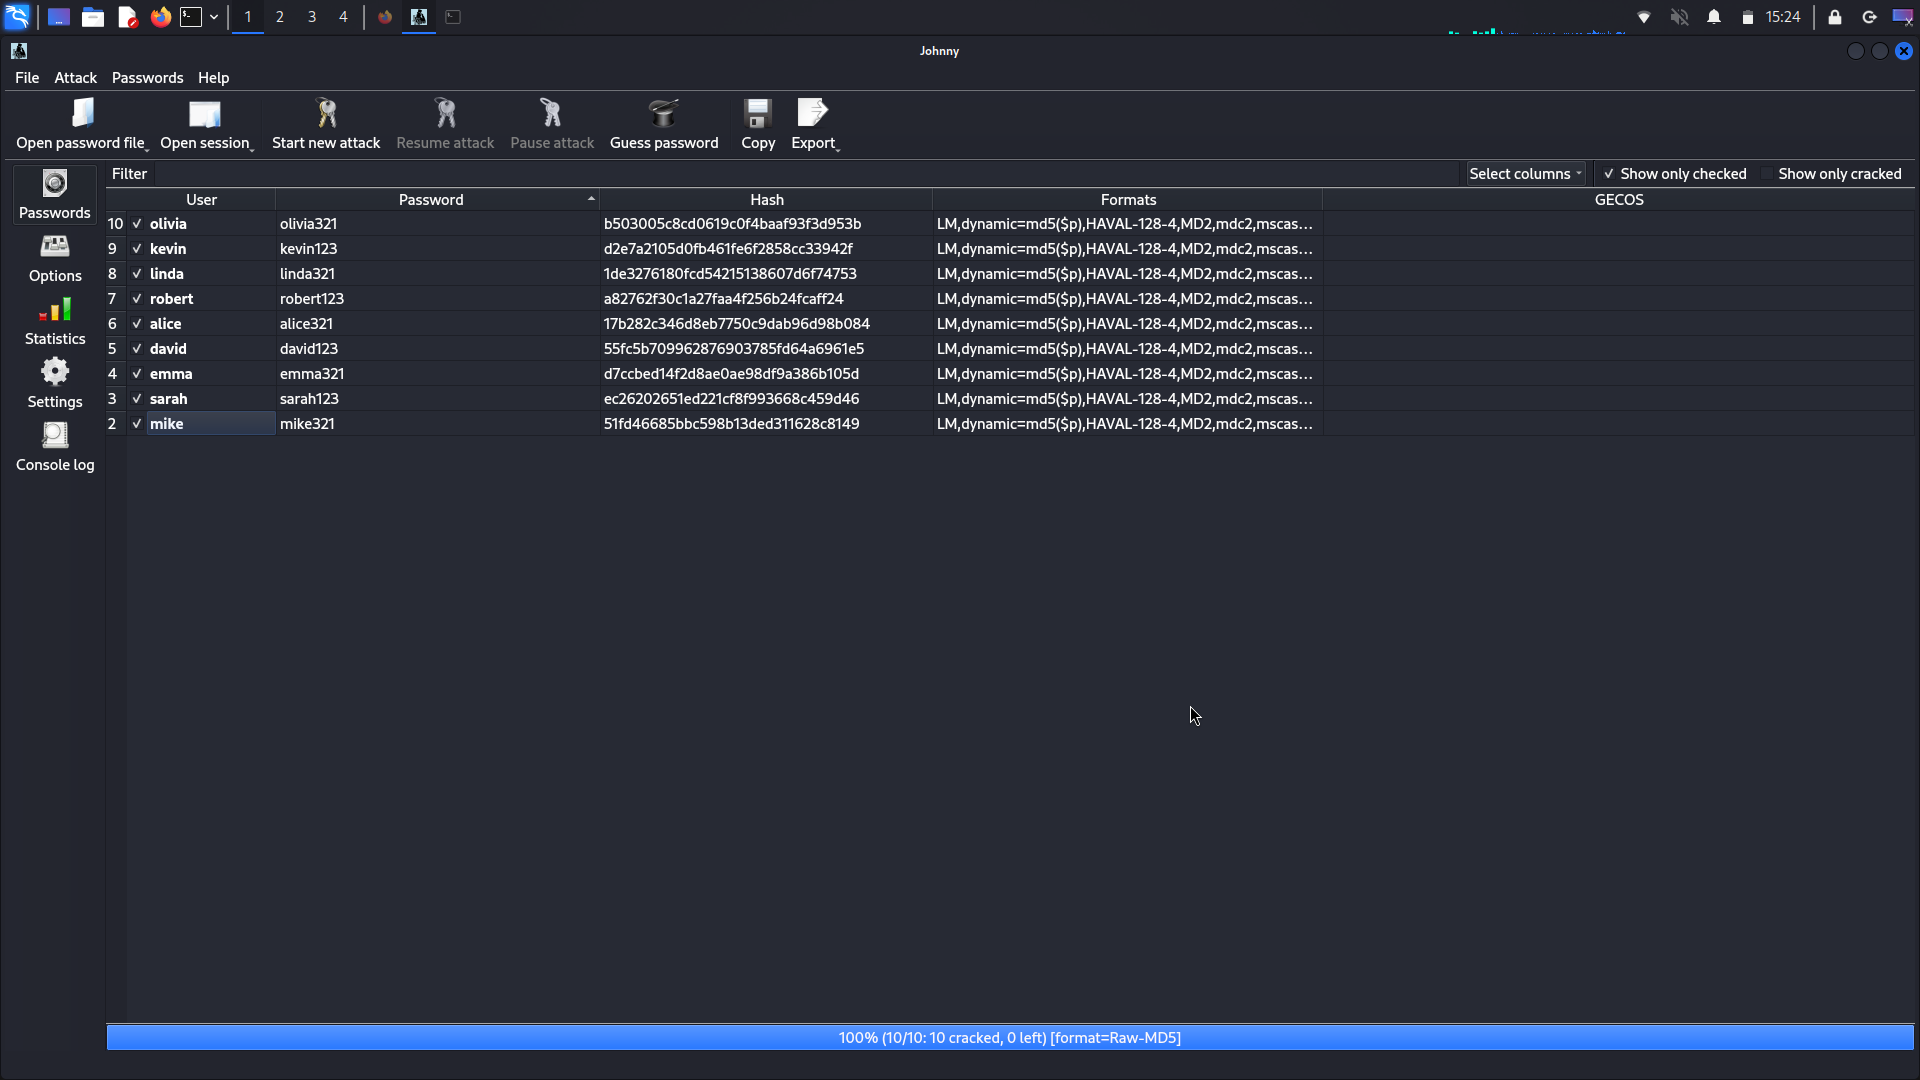 1 2 3 4 15:24
Johnny
File Attack Passwords Help
Open password file Open session Start new attack Resume attack Pause attack Guess password Copy Export
Passwords
Options
Statistics
Settings
Console log
Filter Select columns Show only checked Show only cracked
User Password Hash Formats GECOS
10 olivia olivia321 b503005c8cd0619c0f4baaf93f3d953b LM,dynamic=md5($p),HAVAL-128-4,MD2,mdc2,mscas...
9 kevin kevin123 d2e7a2105d0fb461fe6f2858cc33942f LM,dynamic=md5($p),HAVAL-128-4,MD2,mdc2,mscas...
8 linda linda321 1de3276180fcd54215138607d6f74753 LM,dynamic=md5($p),HAVAL-128-4,MD2,mdc2,mscas...
7 robert robert123 a82762f30c1a27faa4f256b24fcaff24 LM,dynamic=md5($p),HAVAL-128-4,MD2,mdc2,mscas...
6 alice alice321 17b282c346d8eb7750c9dab96d98b084 LM,dynamic=md5($p),HAVAL-128-4,MD2,mdc2,mscas...
5 david david123 55fc5b709962876903785fd64a6961e5 LM,dynamic=md5($p),HAVAL-128-4,MD2,mdc2,mscas...
4 emma emma321 d7ccbed14f2d8ae0ae98df9a386b105d LM,dynamic=md5($p),HAVAL-128-4,MD2,mdc2,mscas...
3 sarah sarah123 ec26202651ed221cf8f993668c459d46 LM,dynamic=md5($p),HAVAL-128-4,MD2,mdc2,mscas...
2 mike mike321 51fd46685bbc598b13ded311628c8149 LM,dynamic=md5($p),HAVAL-128-4,MD2,mdc2,mscas...
100% (10/10: 10 cracked, 0 left) [format=Raw-MD5]